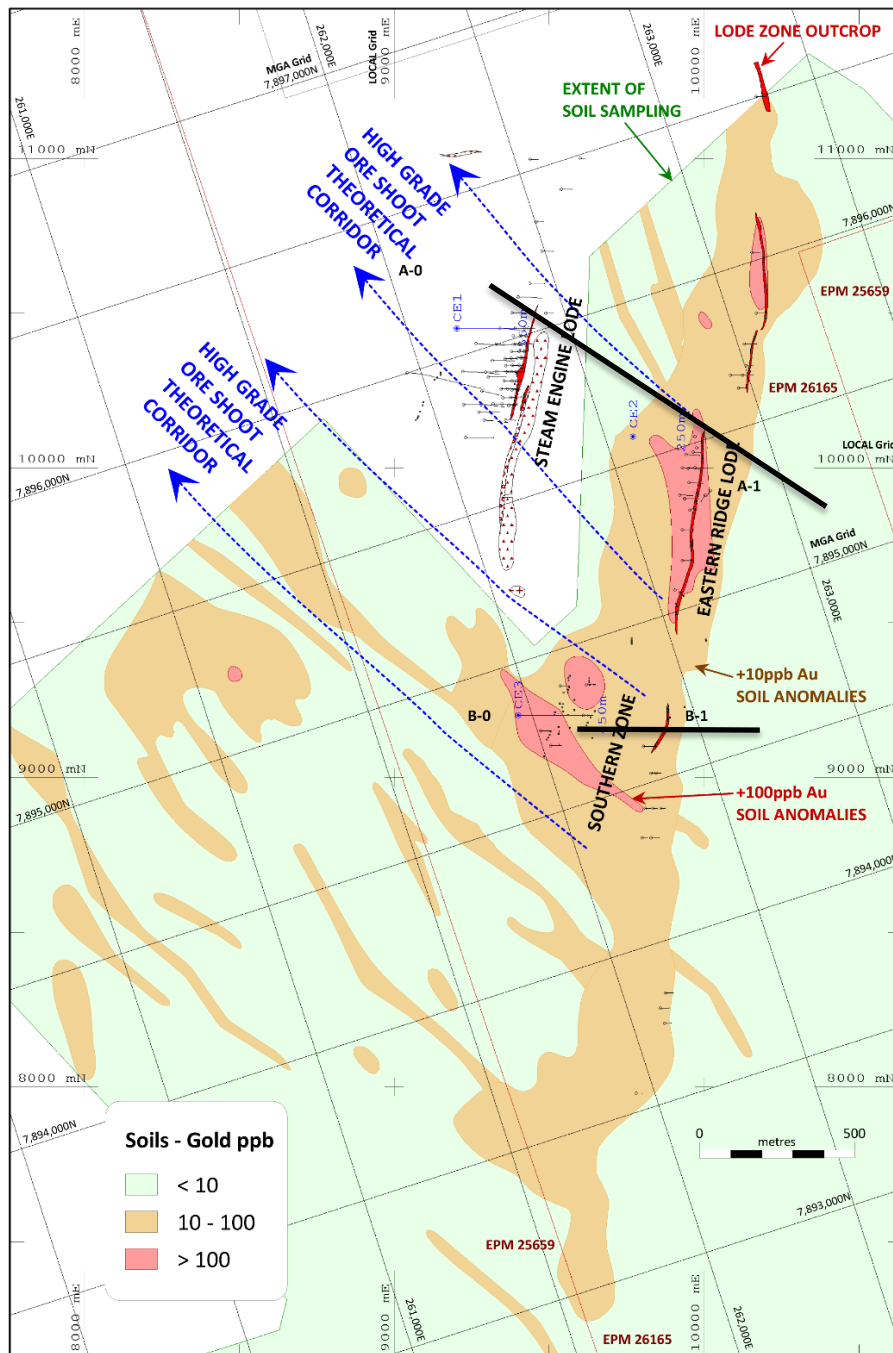 8000 mE
262,000E
MGA Grid
7,897,000N
LOCAL Grid
9000 mE
263,000E
10000 mE
LODE ZONE OUTCROP
261,000E
EXTENT OF
SOIL SAMPLING
11000 mN
HIGH GRADE
ORE SHOOT
THEORETICAL
CORRIDOR
11000 mN
7,896,000N
A-0
EPM 25659
CE1
STEAM ENGINE LODE
HIGH GRADE
ORE SHOOT
THEORETICAL
CORRIDOR
EPM 26165
CE2
250m
LOCAL Grid
10000 mN
10000 mN
7,896,000N
A-1
EASTERN RIDGE LODE
MGA Grid
7,895,000N
263,000E
+10ppb Au
SOIL ANOMALIES
CE3
B-0
B-1
SOUTHERN ZONE
9000 mN
9000 mN
+100ppb Au
SOIL ANOMALIES
7,895,000N
7,894,000N
8000 mN
8000 mN
7,894,000N
Soils - Gold ppb
< 10
10 - 100
> 100
0
metres
500
7,893,000N
EPM 25659
8000 mE
261,000E
9000 mE
EPM 26165
10000 mE
262,000E